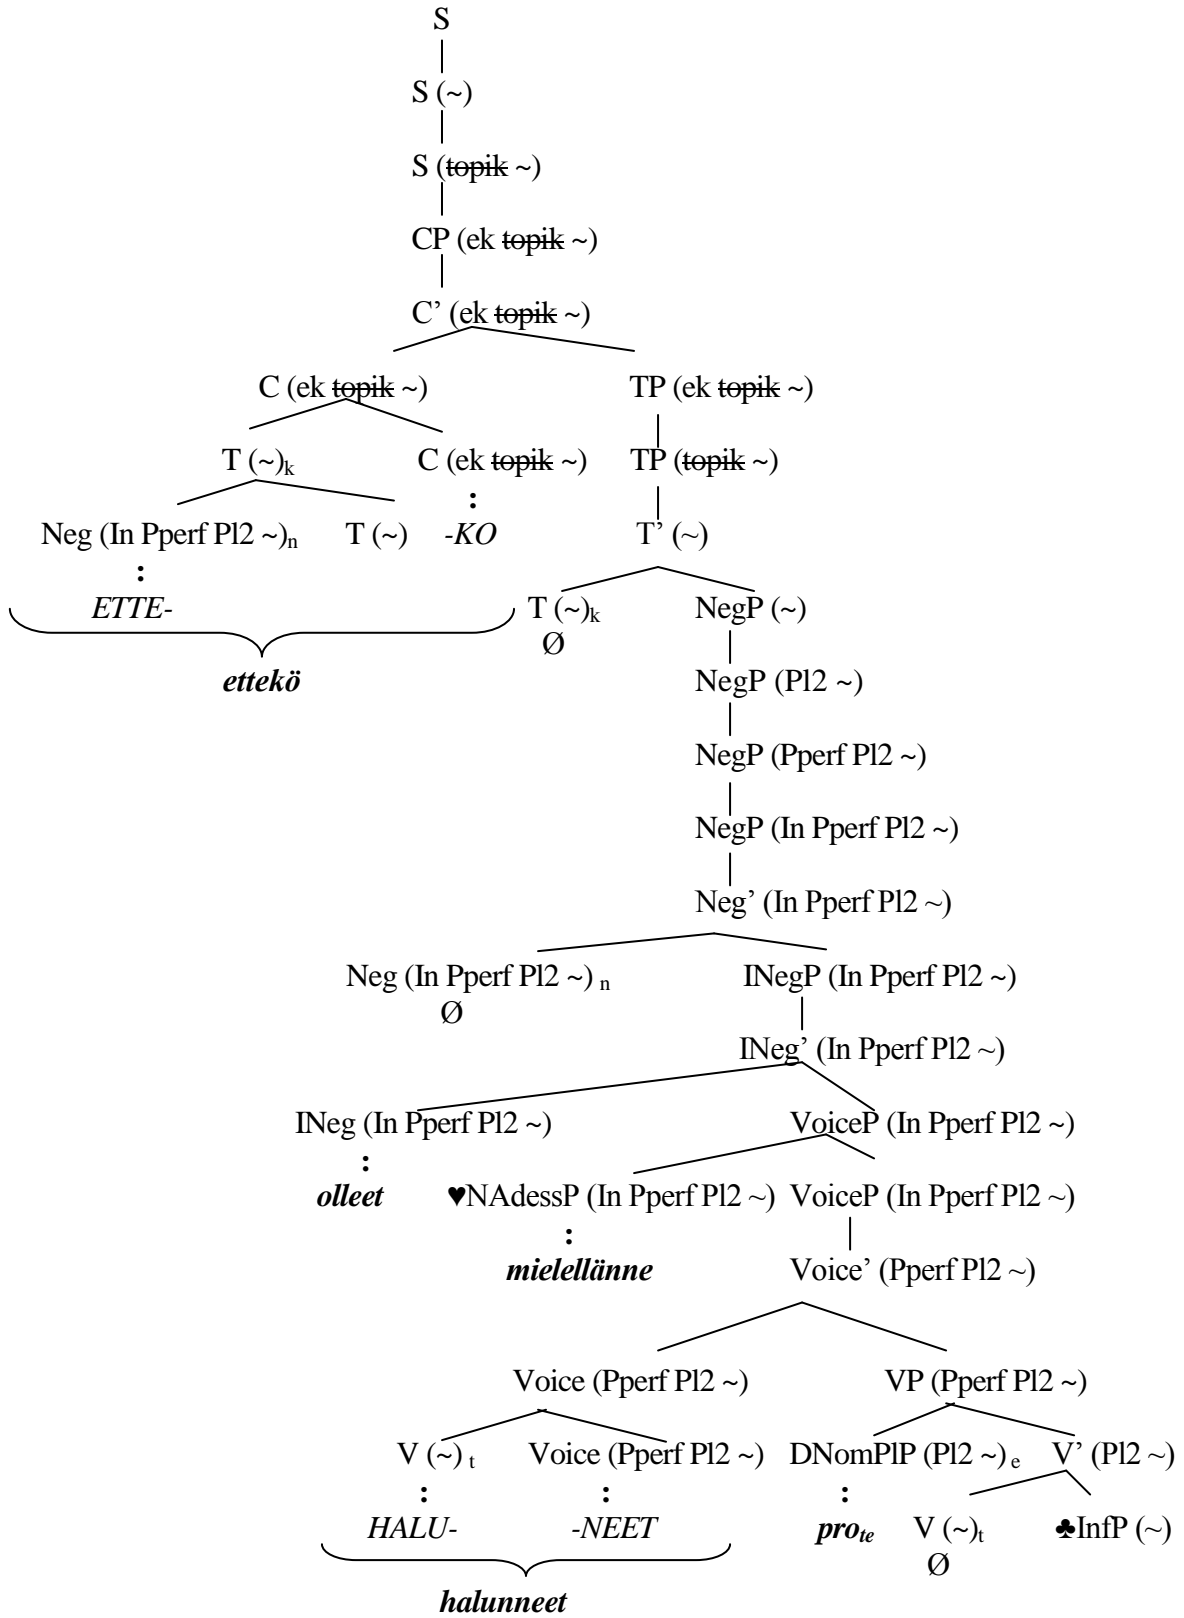 S
S (~)
S (topik ~)
CP (ek topik ~)
C’ (ek topik ~)
C (ek topik ~) TP (ek topik ~)
T (~)k C (ek topik ~) TP (topik ~)
:
Neg (In Pperf Pl2 ~)n T (~) -KO T’ (~)
:
ETTE- T (~)k NegP (~)
Ø
ettekö NegP (Pl2 ~)
NegP (Pperf Pl2 ~)
NegP (In Pperf Pl2 ~)
Neg’ (In Pperf Pl2 ~)
Neg (In Pperf Pl2 ~) n INegP (In Pperf Pl2 ~)
Ø
INeg’ (In Pperf Pl2 ~)
INeg (In Pperf Pl2 ~) VoiceP (In Pperf Pl2 ~)
:
olleet ♥NAdessP (In Pperf Pl2 ~) VoiceP (In Pperf Pl2 ~)
:
mielellänne Voice’ (Pperf Pl2 ~)
Voice (Pperf Pl2 ~) VP (Pperf Pl2 ~)
V (~) t Voice (Pperf Pl2 ~) DNomPlP (Pl2 ~) e V’ (Pl2 ~)
: : :
HALU- -NEET prote V (~)t ♣InfP (~)
Ø
halunneet